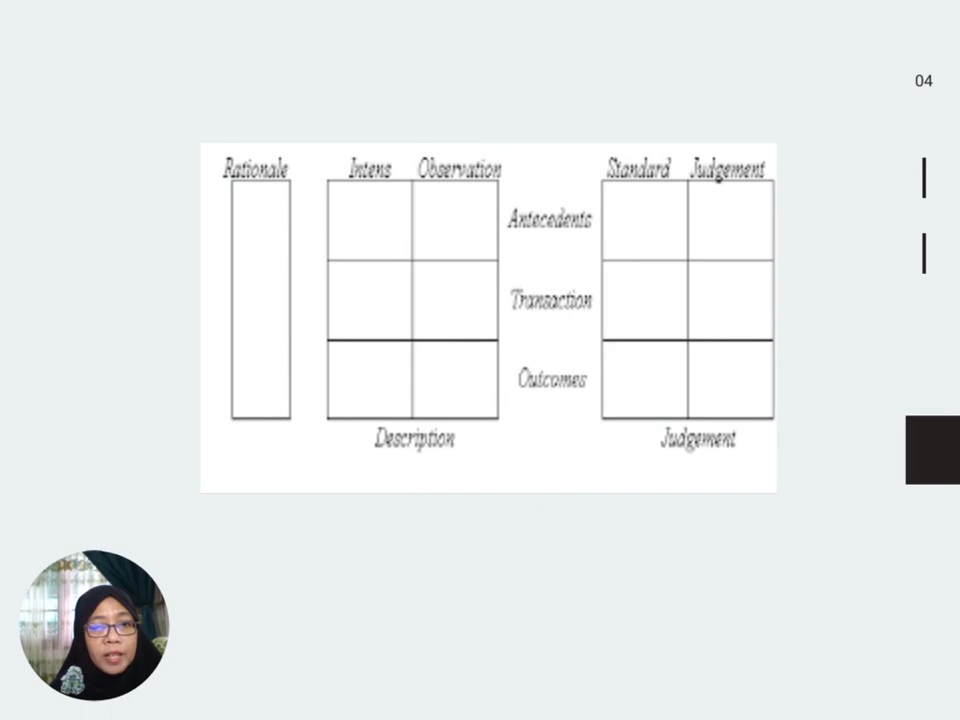 04
Rationale Intens Observation Standard Judgement
Antecedents
Transaction
Outcomes
Description Judgement